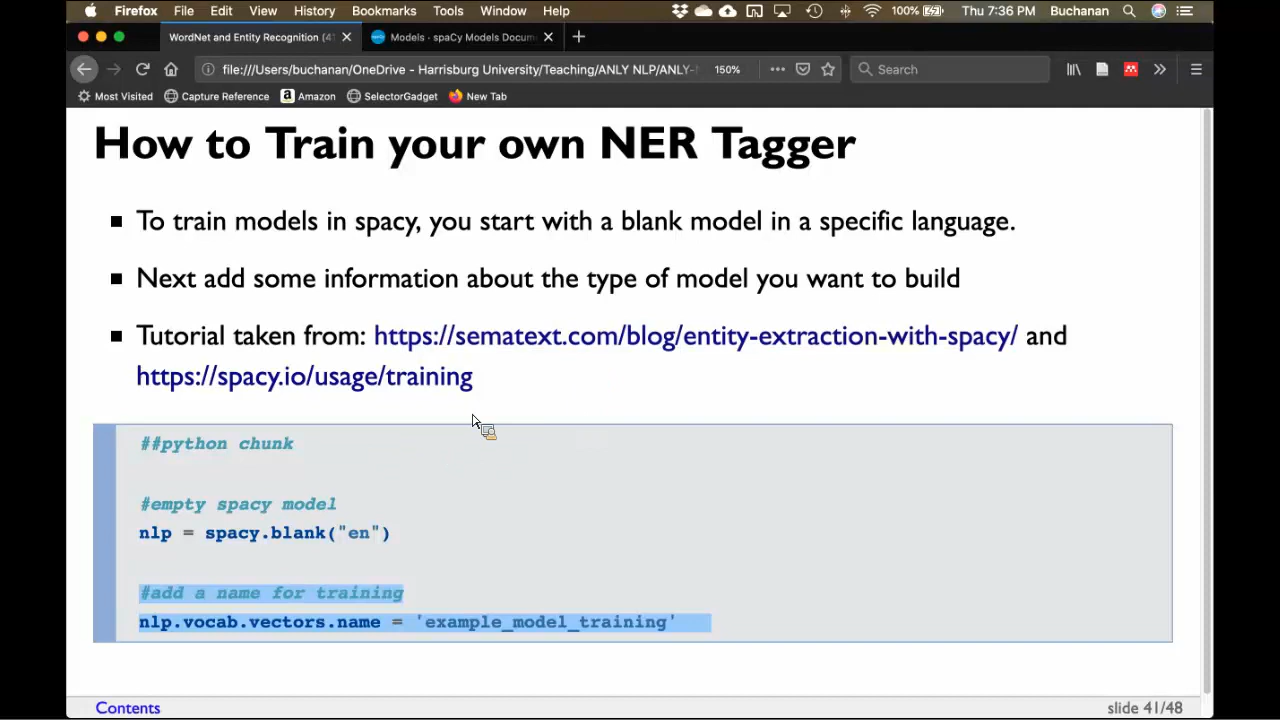 Firefox File Edit View History Bookmarks Tools Window Help 100% Thu 7:36 PM Buchanan
WordNet and Entity Recognition (4 Models · spaCy Models Docum
file:///Users/buchanan/OneDrive - Harrisburg University/Teaching/ANLY NLP/ANLY- 150% Search
Most Visited Capture Reference Amazon SelectorGadget New Tab
How to Train your own NER Tagger
■ To train models in spacy, you start with a blank model in a specific language.
■ Next add some information about the type of model you want to build
■ Tutorial taken from: https://sematext.com/blog/entity-extraction-with-spacy/ and
https://spacy.io/usage/training
##python chunk
#empty spacy model
nlp = spacy.blank("en")
#add a name for training
nlp.vocab.vectors.name = 'example_model_training'
Contents slide 41/48